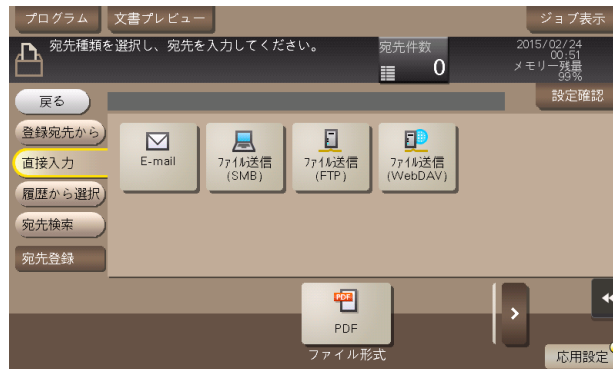 プログラム
文書プレビュー
ジョブ表示
宛先種類を選択し、宛先を入力してください。
宛先件数
0
2015/02/24
00:51
メモリー残量
99%
戻る
設定確認
登録宛先から
直接入力
履歴から選択
宛先検索
宛先登録
E-mail
ファイル送信
(SMB)
ファイル送信
(FTP)
ファイル送信
(WebDAV)
PDF
PDF
ファイル形式
応用設定